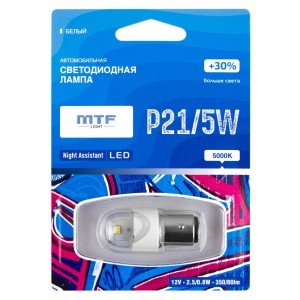 БЕЛЫЙ
АВТОМОБИЛЬНАЯ
СВЕТОДИОДНАЯ
ЛАМПА
+30%
больше света
MTF
LIGHT
P21/5W
Night Assistant LED
5000K
12V - 2.5/0.8W - 350/80lm